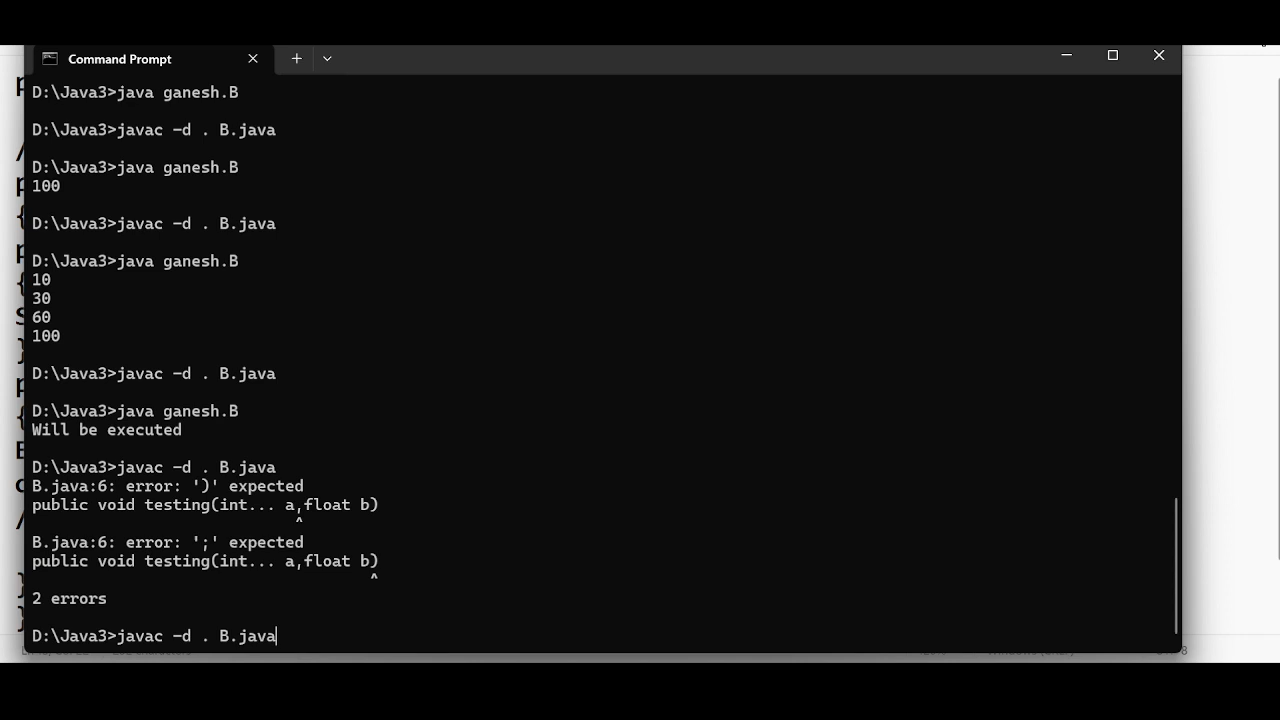 Command Prompt
D:\Java3>java ganesh.B
D:\Java3>javac -d . B.java
D:\Java3>java ganesh.B
100
D:\Java3>javac -d . B.java
D:\Java3>java ganesh.B
10
30
60
100
D:\Java3>javac -d . B.java
D:\Java3>java ganesh.B
Will be executed
D:\Java3>javac -d . B.java
B.java:6: error: ')' expected
public void testing(int... a,float b)
^
B.java:6: error: ';' expected
public void testing(int... a,float b)
^
2 errors
D:\Java3>javac -d . B.java